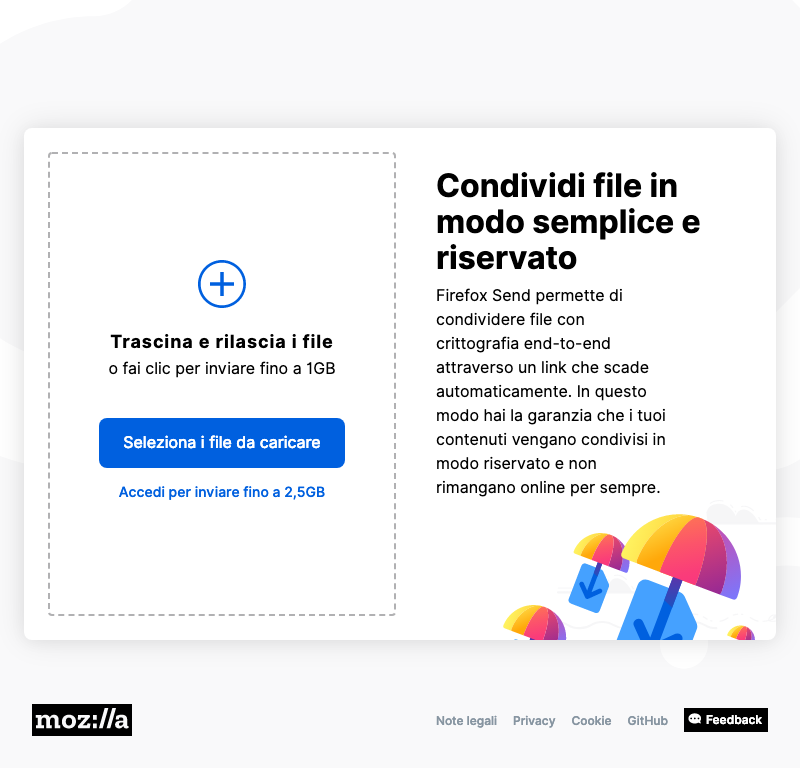 Trascina e rilascia i file
o fai clic per inviare fino a 1GB
Seleziona i file da caricare
Accedi per inviare fino a 2,5GB
Condividi file in
modo semplice e
riservato
Firefox Send permette di
condividere file con
crittografia end-to-end
attraverso un link che scade
automaticamente. In questo
modo hai la garanzia che i tuoi
contenuti vengano condivisi in
modo riservato e non
rimangano online per sempre.
moz://a
Note legali Privacy Cookie GitHub Feedback